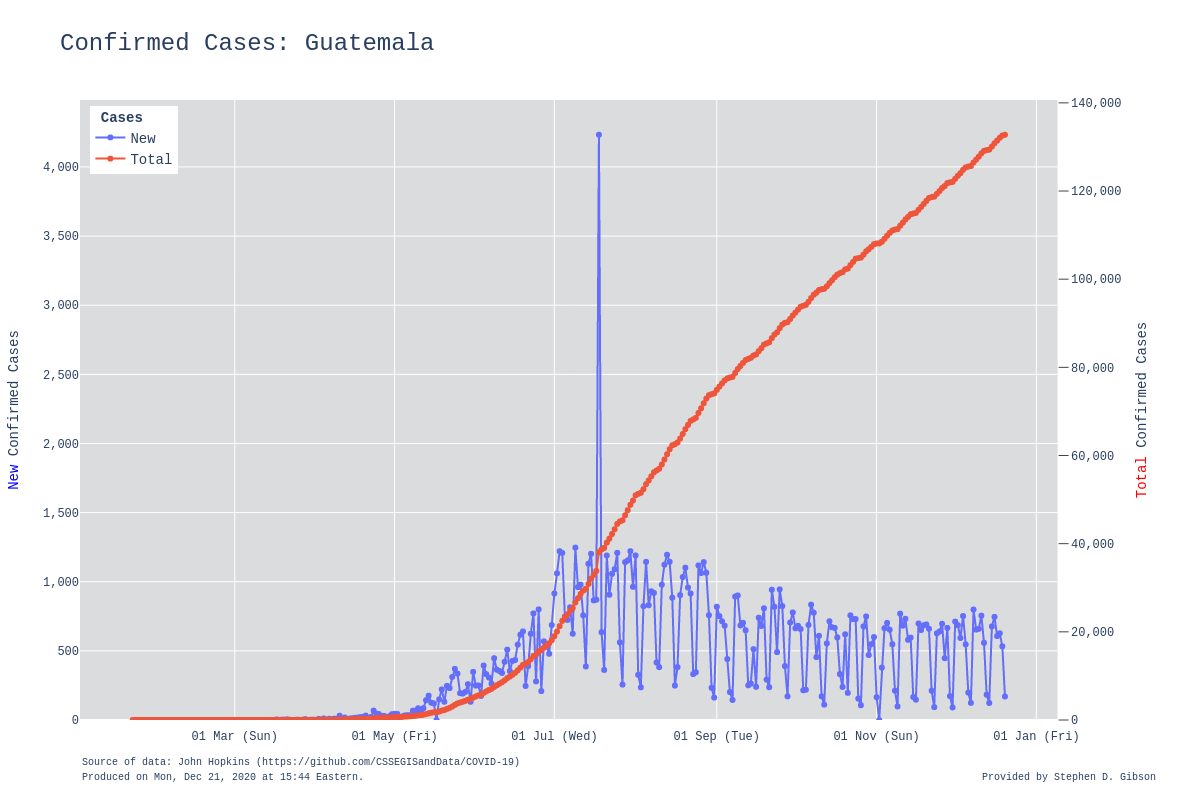 Confirmed Cases: Guatemala
Cases
New
Total
4,000
3,500
3,000
2,500
2,000
1,500
1,000
500
0
New Confirmed Cases
140,000
120,000
100,000
80,000
60,000
40,000
20,000
0
Total Confirmed Cases
01 Mar (Sun)
01 May (Fri)
01 Jul (Wed)
01 Sep (Tue)
01 Nov (Sun)
01 Jan (Fri)
Source of data: John Hopkins (https://github.com/CSSEGISandData/COVID-19)
Produced on Mon, Dec 21, 2020 at 15:44 Eastern.
Provided by Stephen D. Gibson